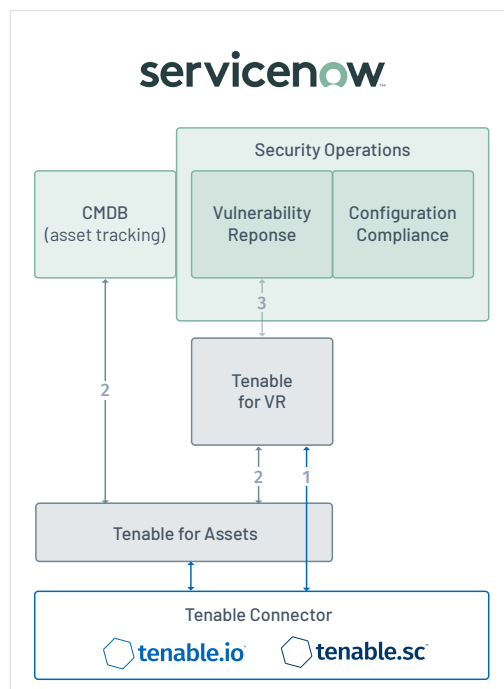 servicenow™
Security Operations
CMDB
(asset tracking)
Vulnerability
Reponse
Configuration
Compliance
3
Tenable
for VR
2
2
1
Tenable for Assets
Tenable Connector
tenable.io
tenable.sc